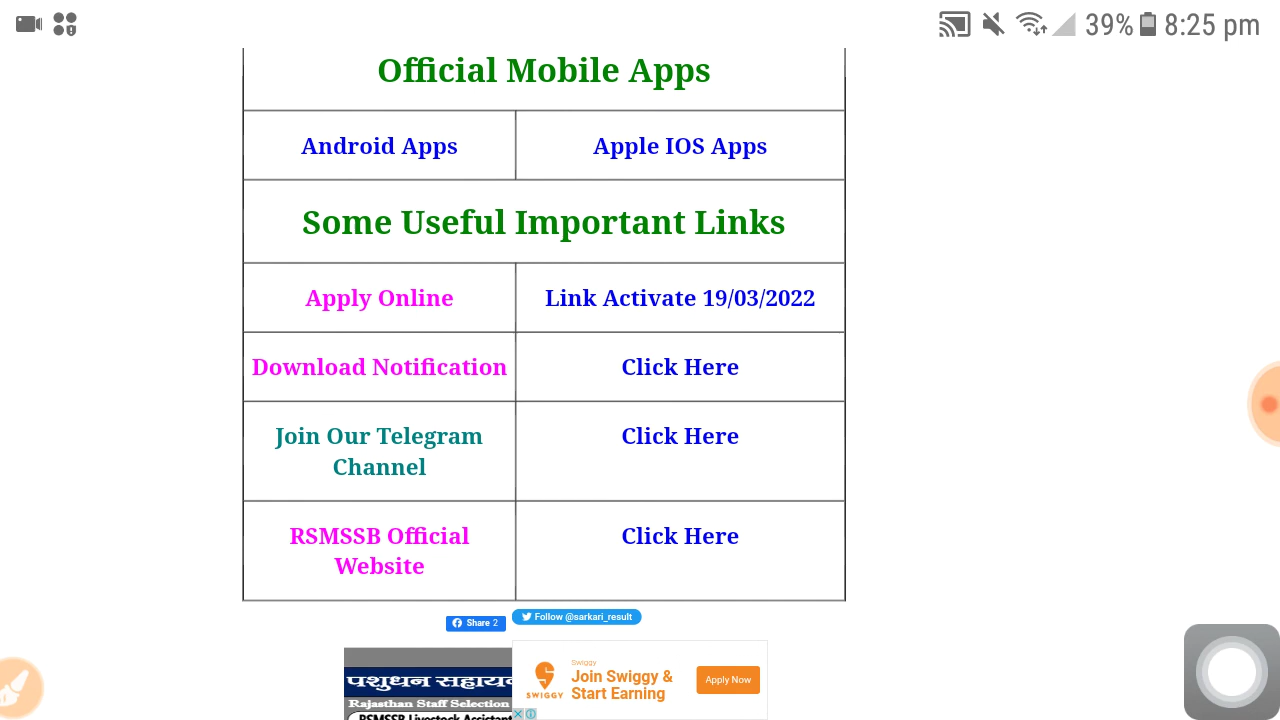 39% 8:25 pm
Official Mobile Apps
Android Apps Apple IOS Apps
Some Useful Important Links
Apply Online Link Activate 19/03/2022
Download Notification Click Here
Join Our Telegram Click Here
Channel
RSMSSB Official Click Here
Website
Share 2 Follow @sarkari_result
Swiggy
Join Swiggy &
Start Earning
Apply Now
SWIGGY
पशुधन सहायक
Rajasthan Staff Selection
RSMSSB Livestock Assistant